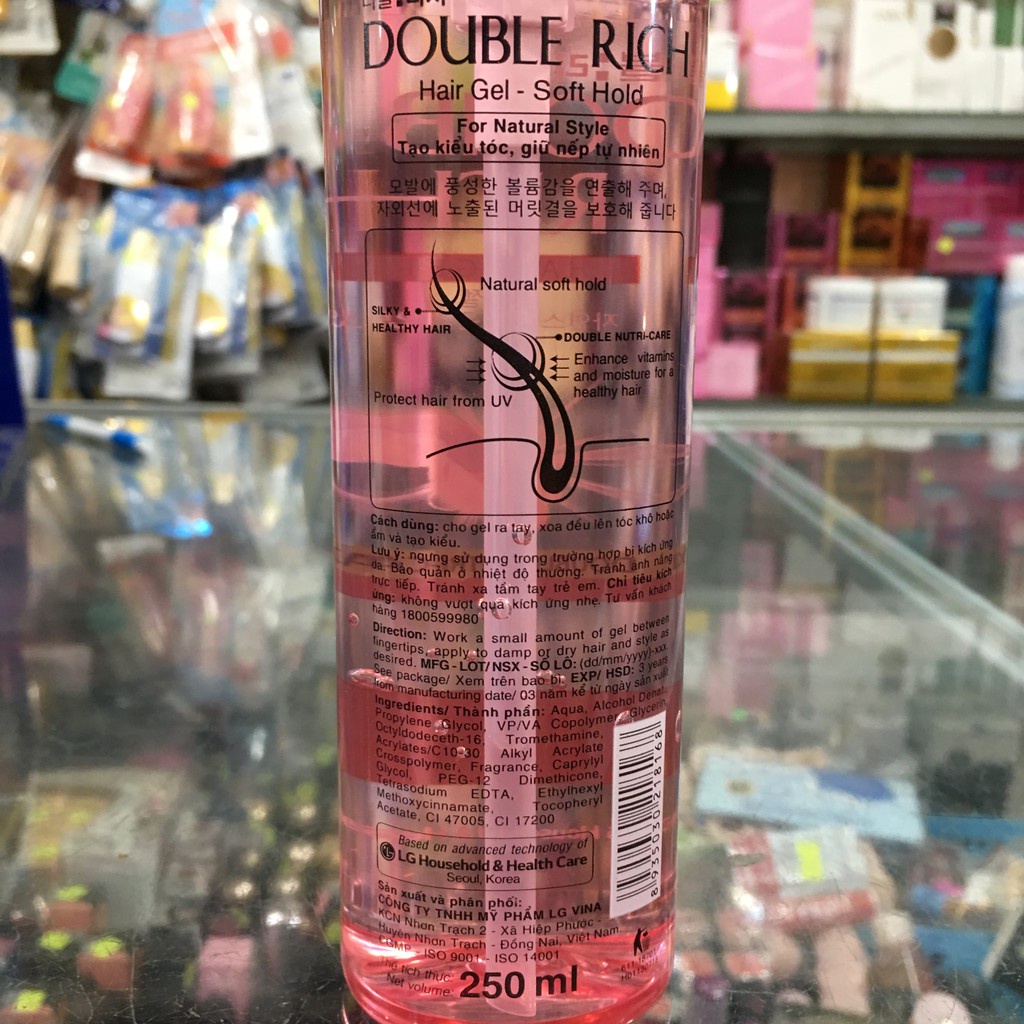 DOUBLE RICH
Hair Gel - Soft Hold
For Natural Style
Tạo kiểu tóc, giữ nếp tự nhiên
모발에 풍성한 볼륨감을 연출해 주며,
자외선에 노출된 머릿결을 보호해 줍니다
Natural soft hold
SILKY &
HEALTHY HAIR
DOUBLE NUTRI-CARE
Enhance vitamins
and moisture for a
healthy hair
Protect hair from UV
Cách dùng: cho gel ra tay, xoa đều lên tóc khô hoặc
ẩm và tạo kiểu.
Lưu ý: ngưng sử dụng trong trường hợp bị kích ứng
da. Bảo quản ở nhiệt độ thường. Tránh ánh nắng
trực tiếp. Tránh xa tầm tay trẻ em. Chỉ tiêu kích
ứng: không vượt quá kích ứng nhẹ. Tư vấn khách
hàng 1800599980
Direction: Work a small amount of gel between
fingertips, apply to damp or dry hair and style as
desired. MFG - LOT/ NSX - SỐ LÔ: (dd/mm/yyyy)-xxx
See package/ Xem trên bao bì. EXP/ HSD: 3 years
from manufacturing date/ 03 năm kể từ ngày sản xuất
Ingredients/ Thành phần: Aqua, Alcohol Denat.,
Propylene Glycol, VP/VA Copolymer, Glycerin,
Octyldodeceth-16, Tromethamine,
Acrylates/C10-30 Alkyl Acrylate
Crosspolymer, Fragrance, Caprylyl
Glycol, PEG-12 Dimethicone,
Tetrasodium EDTA, Ethylhexyl
Methoxycinnamate, Tocopheryl
Acetate, CI 47005, CI 17200
8935030218168
Based on advanced technology of
LG Household & Health Care
Seoul, Korea
Sản xuất và phân phối:
CÔNG TY TNHH MỸ PHẨM LG VINA
KCN Nhơn Trạch 2 - Xã Hiệp Phước -
Huyện Nhơn Trạch - Đồng Nai, Việt Nam
CGMP - ISO 9001 - ISO 14001
Thể tích thực:
Net volume: 250 ml